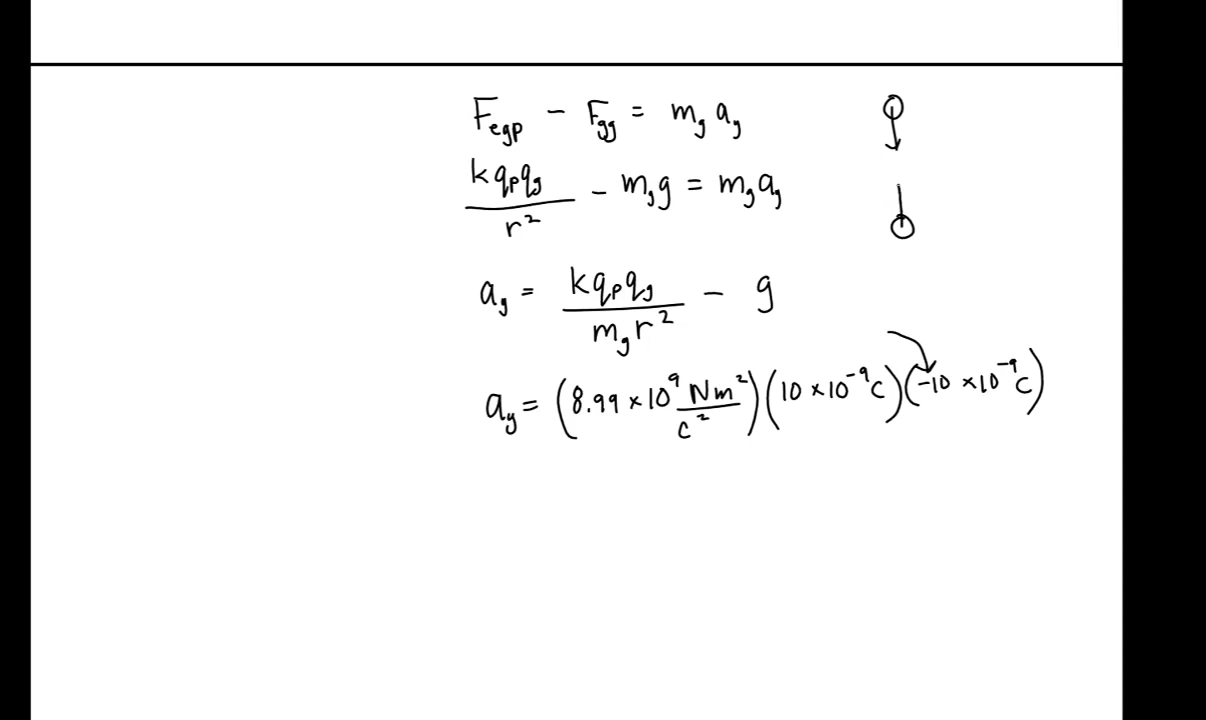 F_egp − F_gg = m_g a_g
kq_pq_g/r² − m_g g = m_g a_g
a_g = kq_pq_g/(m_g r²) − g
a_y = (8.99 × 10⁹ Nm²/C²)(10 × 10⁻⁹ C)(−10 × 10⁻⁹ C)